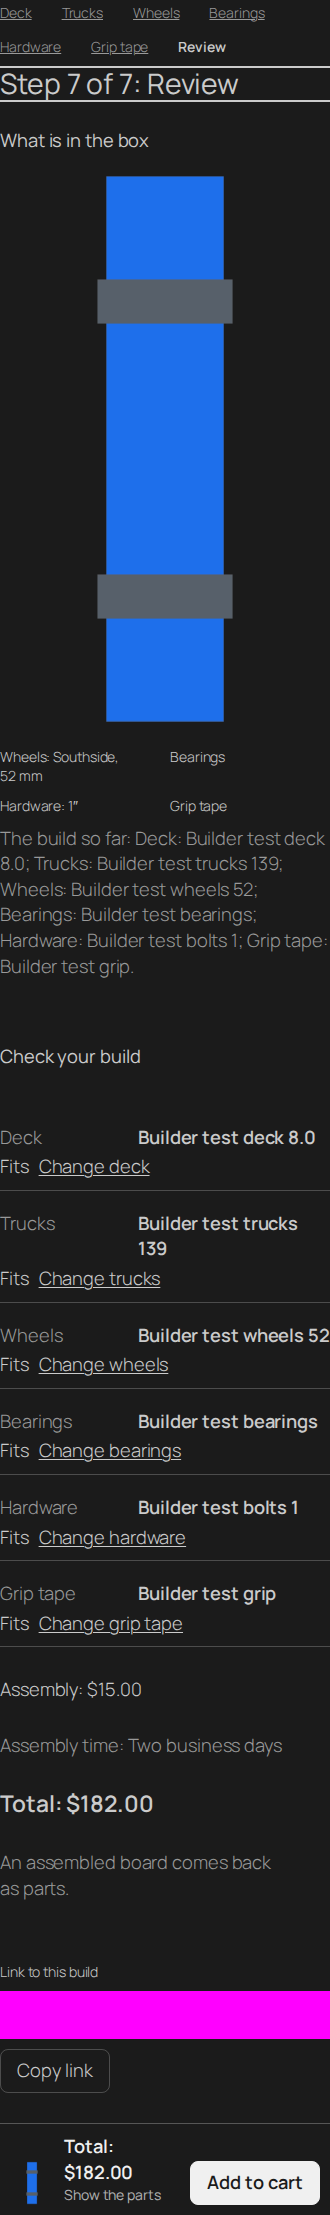 Deck Trucks Wheels Bearings
Hardware Grip tape Review
Step 7 of 7: Review
What is in the box
Wheels: Southside, 52 mm
Bearings
Hardware: 1″
Grip tape
The build so far: Deck: Builder test deck
8.0; Trucks: Builder test trucks 139;
Wheels: Builder test wheels 52;
Bearings: Builder test bearings;
Hardware: Builder test bolts 1; Grip tape:
Builder test grip.
Check your build
Deck Builder test deck 8.0
Fits Change deck
Trucks Builder test trucks
139
Fits Change trucks
Wheels Builder test wheels 52
Fits Change wheels
Bearings Builder test bearings
Fits Change bearings
Hardware Builder test bolts 1
Fits Change hardware
Grip tape Builder test grip
Fits Change grip tape
Assembly: $15.00
Assembly time: Two business days
Total: $182.00
An assembled board comes back
as parts.
Link to this build
Copy link
Total:
$182.00
Show the parts
Add to cart